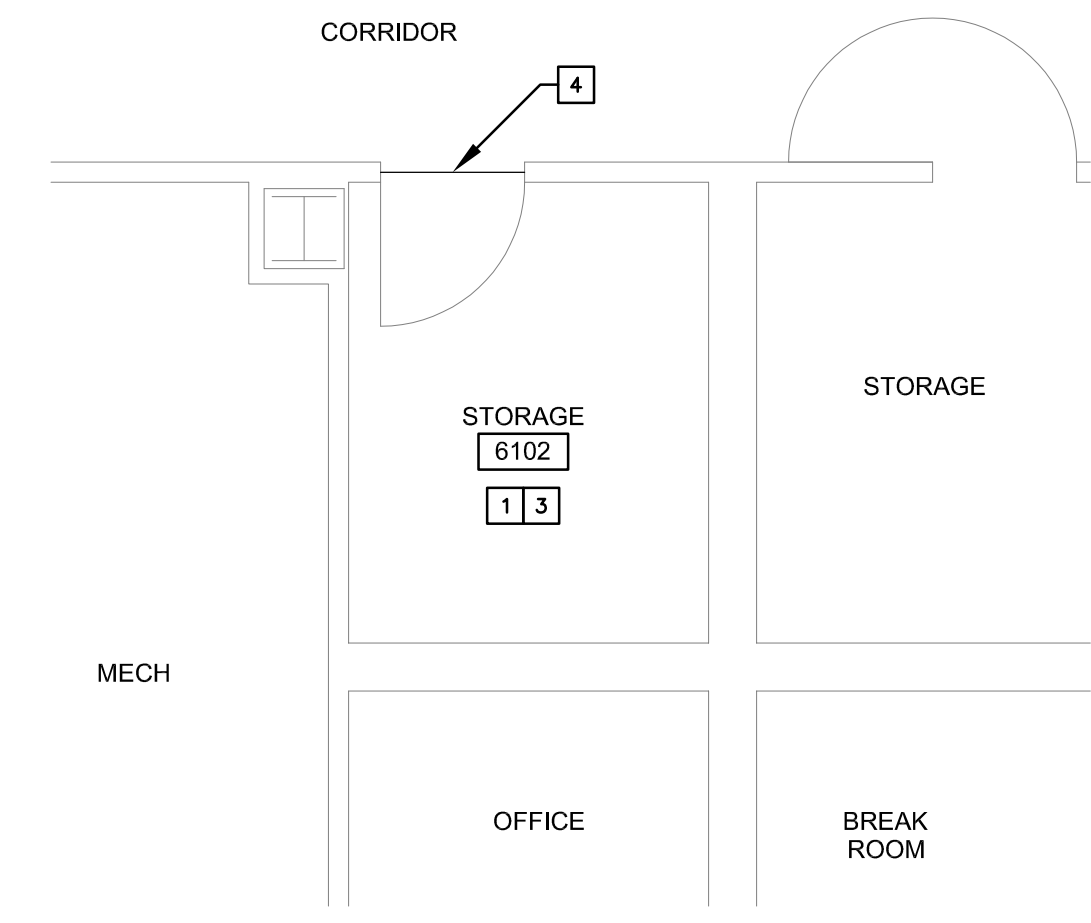 CORRIDOR
4
STORAGE
6102
1 3
STORAGE
MECH
OFFICE
BREAK
ROOM